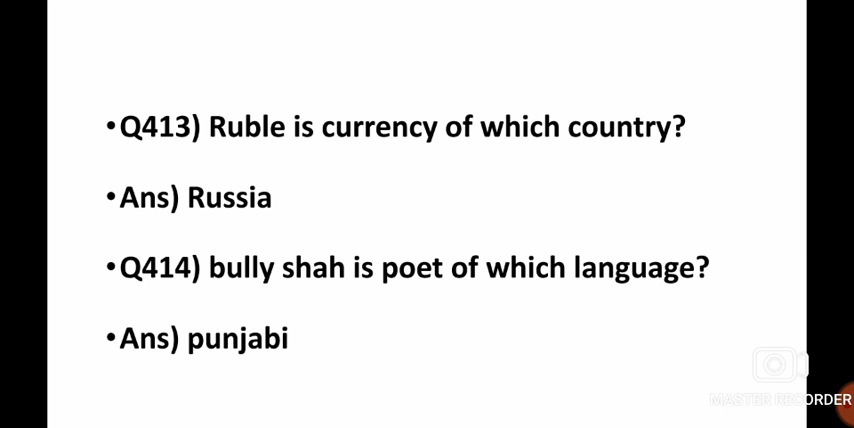 •Q413) Ruble is currency of which country?
•Ans) Russia
•Q414) bully shah is poet of which language?
•Ans) punjabi
MASTER RECORDER